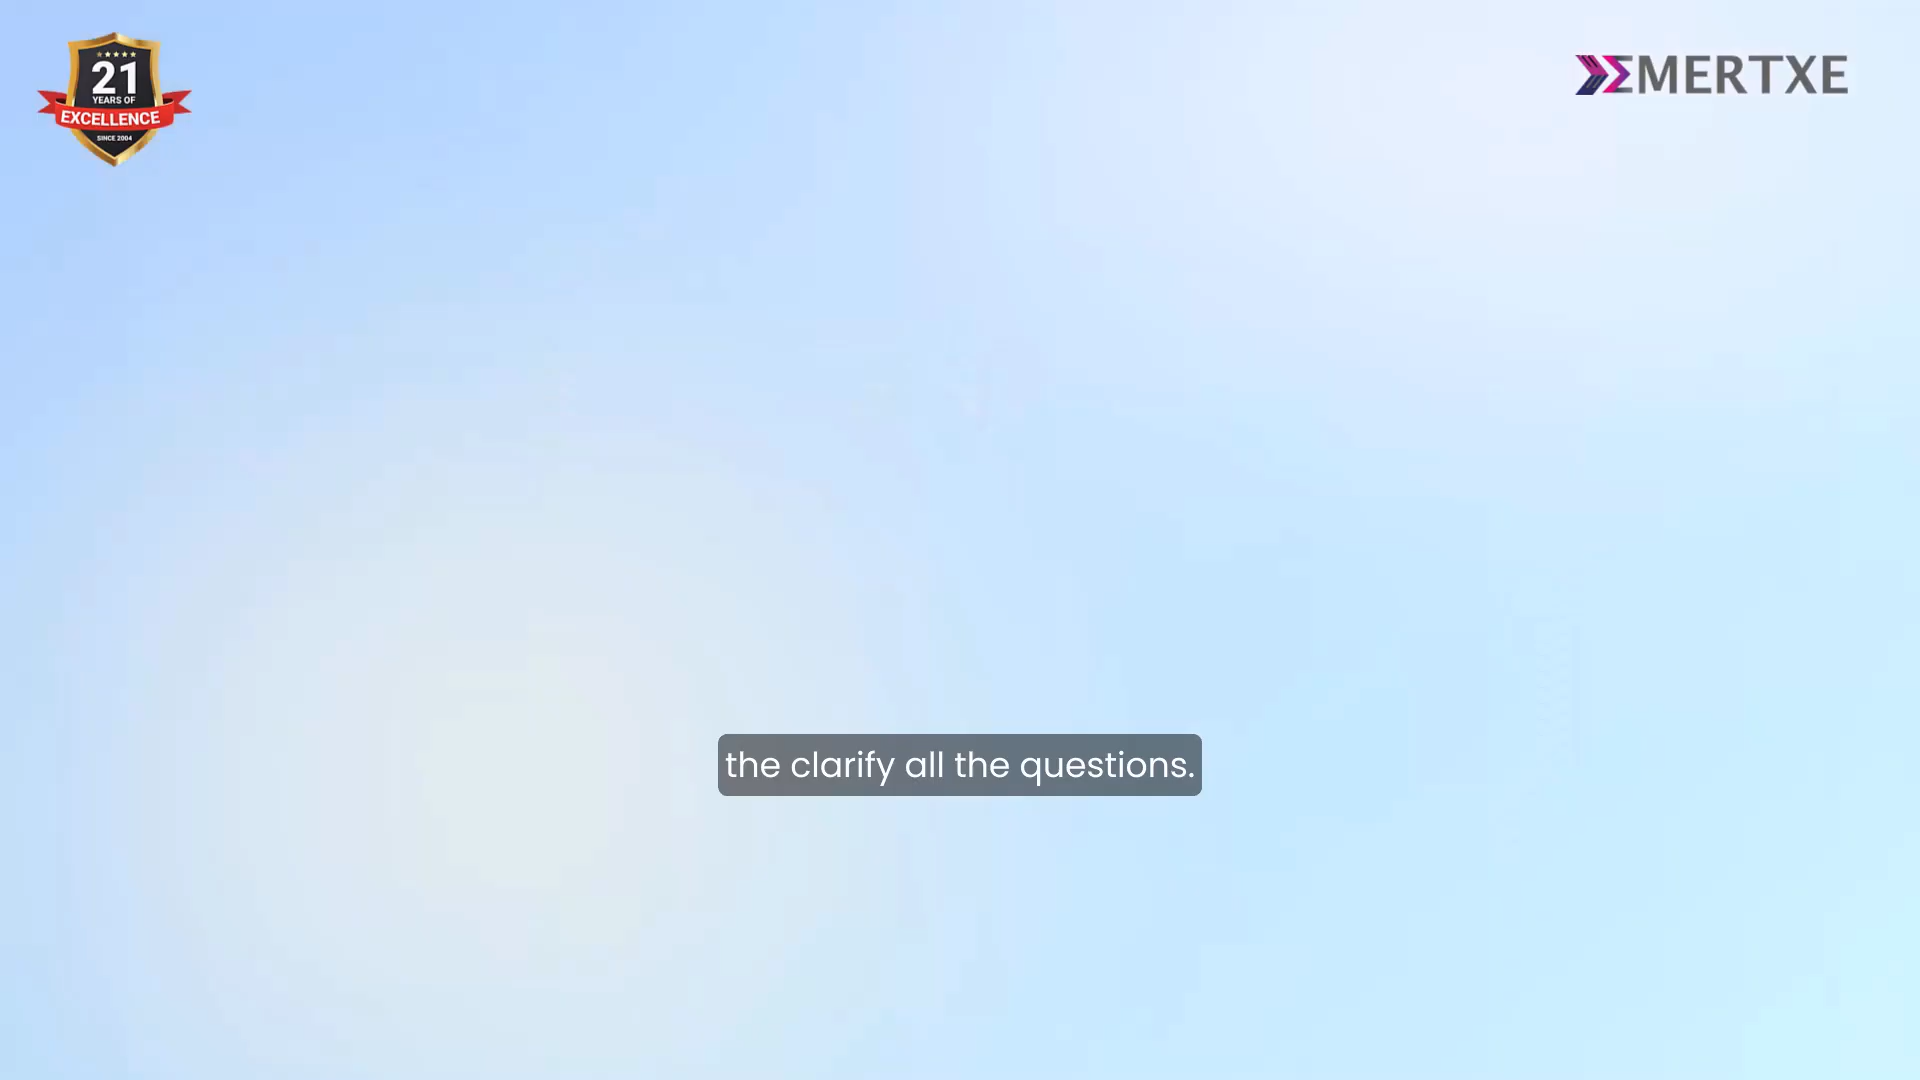 21
YEARS OF
EXCELLENCE
SINCE 2004
EMERTXE
the clarify all the questions.